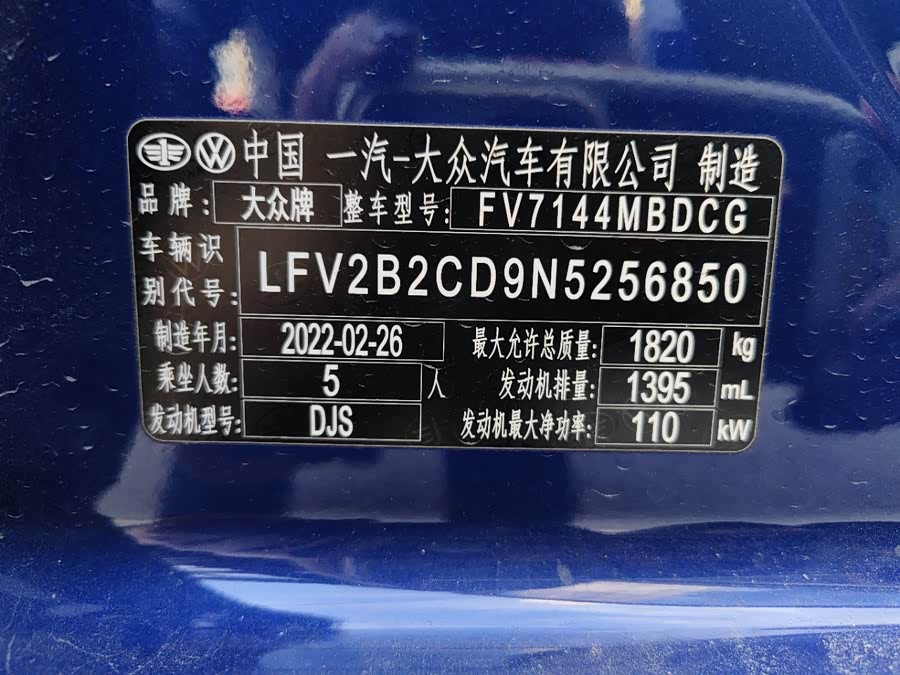 中国 一汽-大众汽车有限公司 制造
品牌: 大众牌 整车型号: FV7144MBDCG
车辆识别代号: LFV2B2CD9N5256850
制造年月: 2022-02-26 最大允许总质量: 1820 kg
乘坐人数: 5 人 发动机排量: 1395 mL
发动机型号: DJS 发动机最大净功率: 110 kW